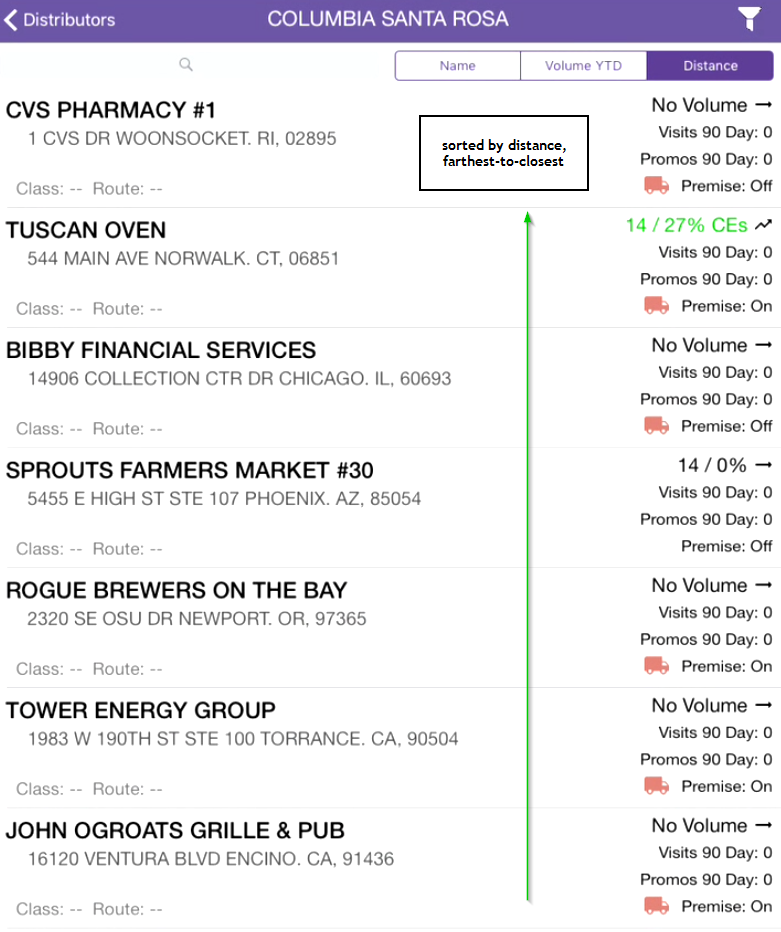 Distributors
COLUMBIA SANTA ROSA
Name
Volume YTD
Distance
CVS PHARMACY #1
1 CVS DR WOONSOCKET. RI, 02895
Class: -- Route: --
No Volume
Visits 90 Day: 0
Promos 90 Day: 0
Premise: Off
sorted by distance,
farthest-to-closest
TUSCAN OVEN
544 MAIN AVE NORWALK. CT, 06851
Class: -- Route: --
14 / 27% CEs
Visits 90 Day: 0
Promos 90 Day: 0
Premise: On
BIBBY FINANCIAL SERVICES
14906 COLLECTION CTR DR CHICAGO. IL, 60693
Class: -- Route: --
No Volume
Visits 90 Day: 0
Promos 90 Day: 0
Premise: Off
SPROUTS FARMERS MARKET #30
5455 E HIGH ST STE 107 PHOENIX. AZ, 85054
Class: -- Route: --
14 / 0%
Visits 90 Day: 0
Promos 90 Day: 0
Premise: Off
ROGUE BREWERS ON THE BAY
2320 SE OSU DR NEWPORT. OR, 97365
Class: -- Route: --
No Volume
Visits 90 Day: 0
Promos 90 Day: 0
Premise: On
TOWER ENERGY GROUP
1983 W 190TH ST STE 100 TORRANCE. CA, 90504
Class: -- Route: --
No Volume
Visits 90 Day: 0
Promos 90 Day: 0
Premise: On
JOHN OGROATS GRILLE & PUB
16120 VENTURA BLVD ENCINO. CA, 91436
Class: -- Route: --
No Volume
Visits 90 Day: 0
Promos 90 Day: 0
Premise: On